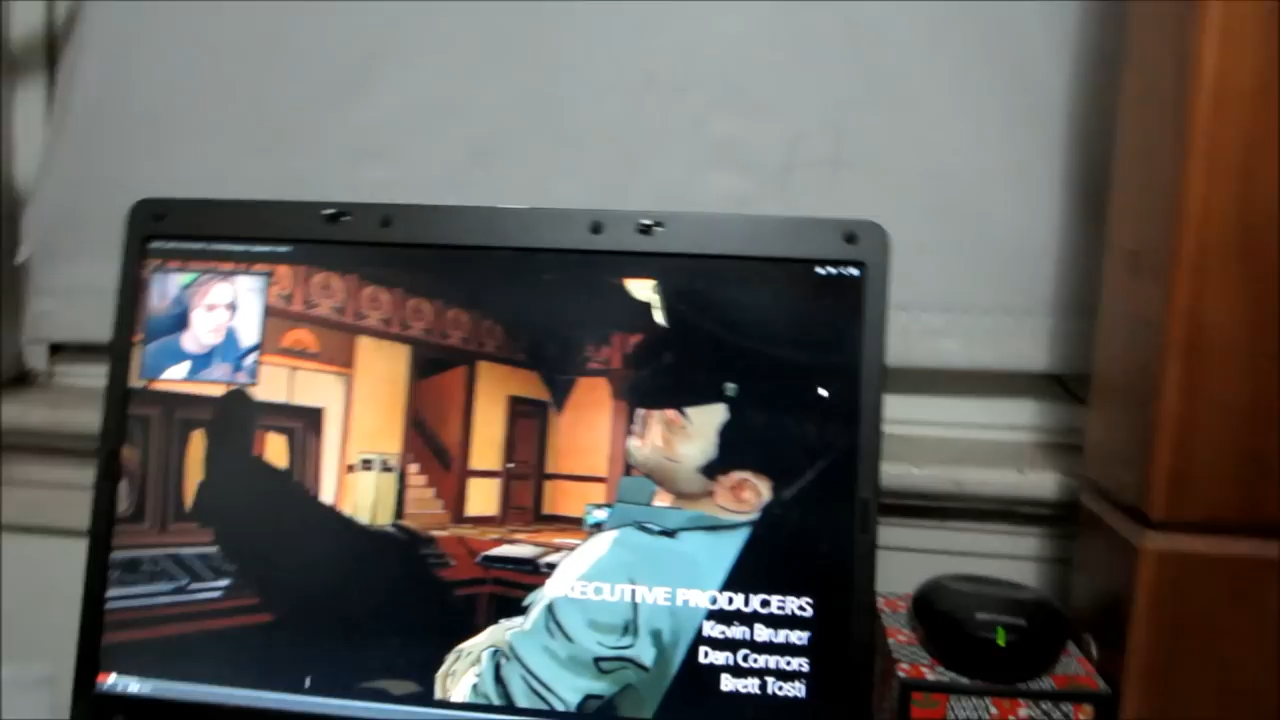 EXECUTIVE PRODUCERS
Kevin Bruner
Dan Connors
Brett Tosti